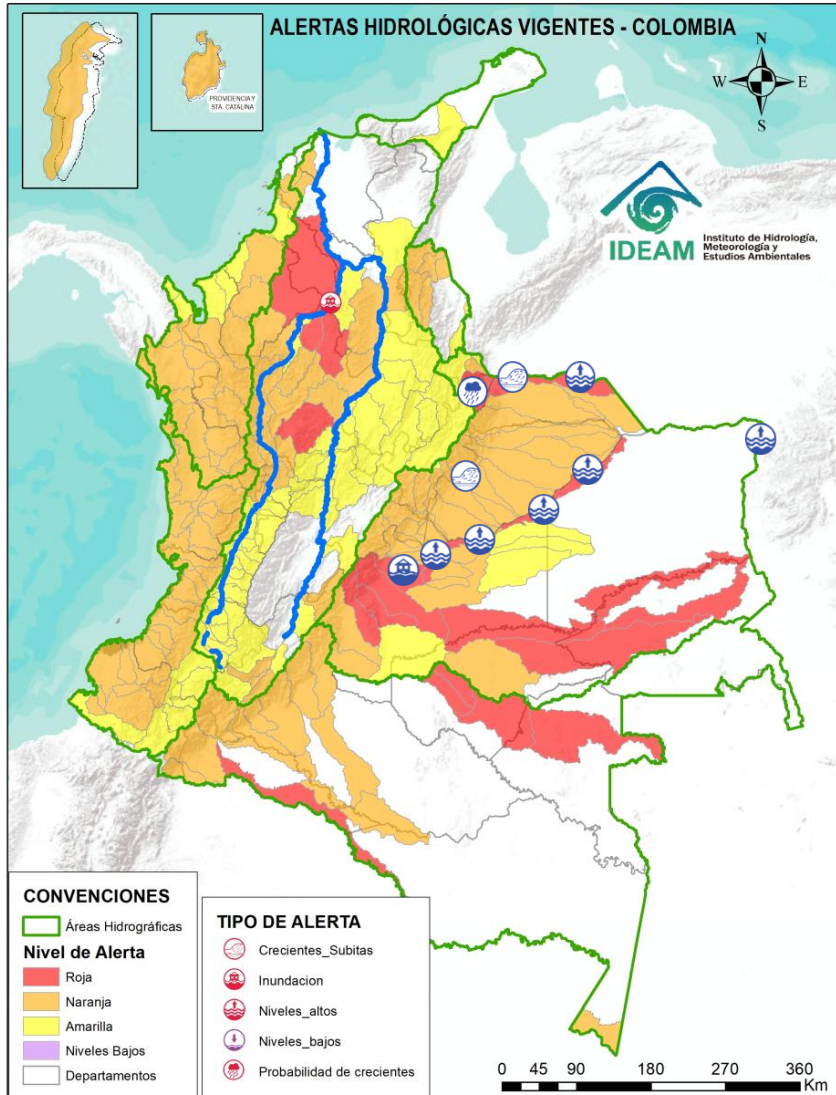 ALERTAS HIDROLÓGICAS VIGENTES - COLOMBIA
PROVIDENCIA Y
STA. CATALINA
N
W
E
S
IDEAM
Instituto de Hidrología,
Meteorología y
Estudios Ambientales
CONVENCIONES
Áreas Hidrográficas
Nivel de Alerta
Roja
Naranja
Amarilla
Niveles Bajos
Departamentos
TIPO DE ALERTA
Crecientes_Subitas
Inundacion
Niveles_altos
Niveles_bajos
Probabilidad de crecientes
0 45 90 180 270 360
Km